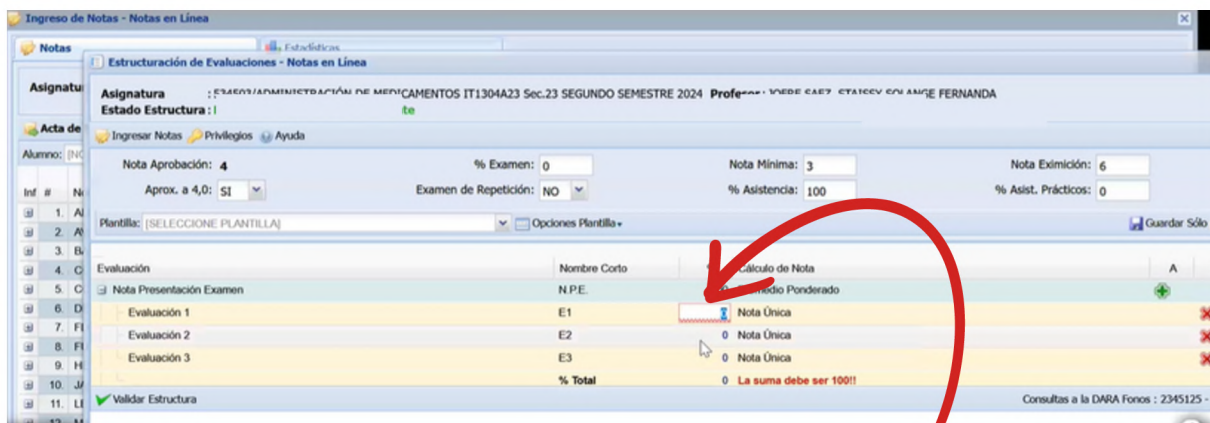 Ingreso de Notas - Notas en Línea
Notas
Estadísticas
Estructuración de Evaluaciones - Notas en Línea
Asignatura : 534503/ADMINISTRACIÓN DE MEDICAMENTOS IT1304A23 Sec.23 SEGUNDO SEMESTRE 2024 Profesor: FERNANDA
Estado Estructura :
Acta de
Ingresar Notas Privilegios Ayuda
Alumno:
Nota Aprobación: 4 % Examen: 0 Nota Mínima: 3 Nota Eximición: 6
Aprox. a 4,0: SI Examen de Repetición: NO % Asistencia: 100 % Asist. Prácticos: 0
Inf #
Plantilla: [SELECCIONE PLANTILLA] Opciones Plantilla Guardar Sólo
1.
2.
3.
4.
5.
6.
7.
8.
9.
10.
11.
Evaluación Nombre Corto Cálculo de Nota A
Nota Presentación Examen N.P.E. Ponderado
Evaluación 1 E1 0 Nota Única
Evaluación 2 E2 0 Nota Única
Evaluación 3 E3 0 Nota Única
% Total 0 La suma debe ser 100!!
Validar Estructura Consultas a la DARA Fonos : 2345125 -